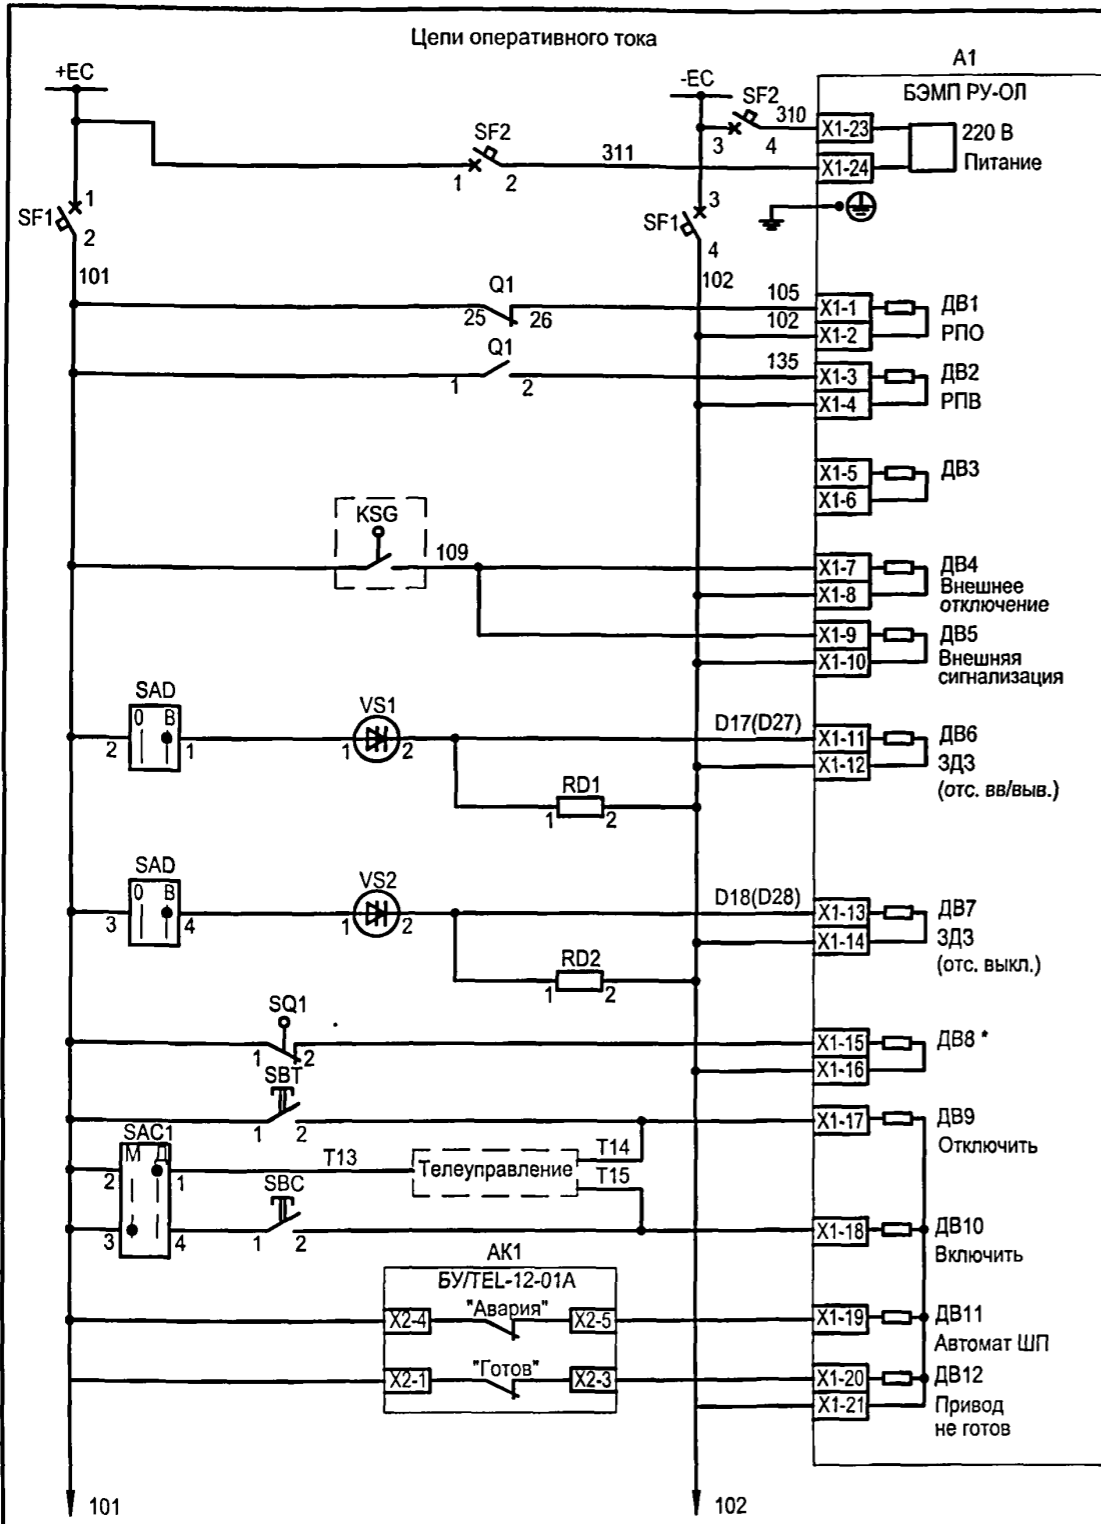 Цепи оперативного тока
+ЕС
-ЕС
А1
БЭМП РУ-ОЛ
SF2
310
3
4
X1-23
220 В
SF2
311
1
2
X1-24
Питание
SF1
1
2
SF1
3
4
101
102
Q1
25
26
105
X1-1
ДВ1
102
X1-2
РПО
Q1
1
2
135
X1-3
ДВ2
X1-4
РПВ
X1-5
ДВ3
X1-6
KSG
109
X1-7
ДВ4
X1-8
Внешнее
отключение
X1-9
ДВ5
X1-10
Внешняя
сигнализация
SAD
0 В
2
1
VS1
1
2
D17(D27)
X1-11
ДВ6
X1-12
ЗДЗ
(отс. вв/выв.)
RD1
1
2
SAD
0 В
3
4
VS2
1
2
D18(D28)
X1-13
ДВ7
X1-14
ЗДЗ
(отс. выкл.)
RD2
1
2
SQ1
1
2
X1-15
ДВ8 *
X1-16
SBT
1
2
X1-17
ДВ9
Отключить
SAC1
М Д
2
1
T13
Телеуправление
T14
T15
3
4
SBC
1
2
X1-18
ДВ10
Включить
АК1
БУ/TEL-12-01А
X2-4
"Авария"
X2-5
X1-19
ДВ11
Автомат ШП
X2-1
"Готов"
X2-3
X1-20
ДВ12
X1-21
Привод
не готов
101
102